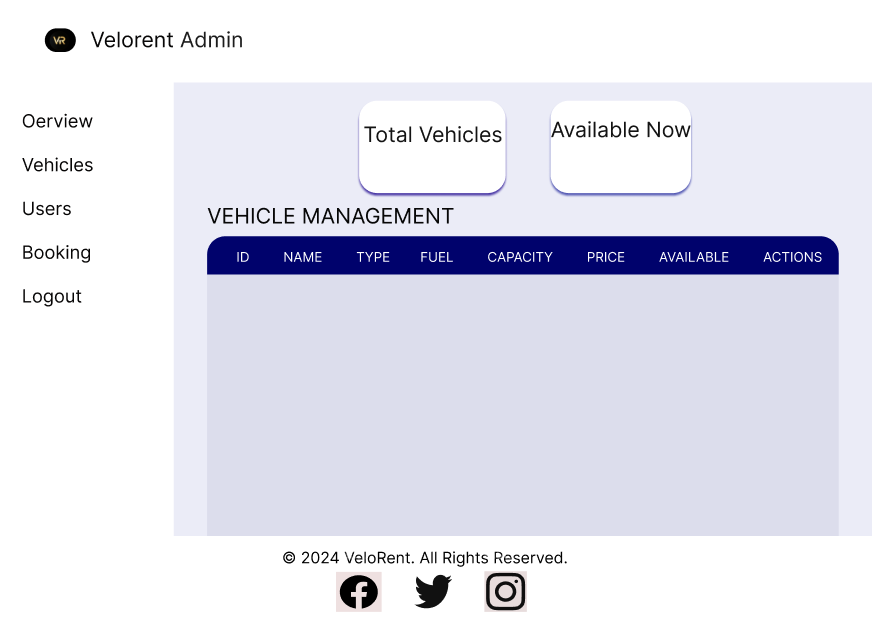 VR Velorent Admin
Oerview
Vehicles
Users
Booking
Logout
Total Vehicles
Available Now
VEHICLE MANAGEMENT
ID NAME TYPE FUEL CAPACITY PRICE AVAILABLE ACTIONS
© 2024 VeloRent. All Rights Reserved.